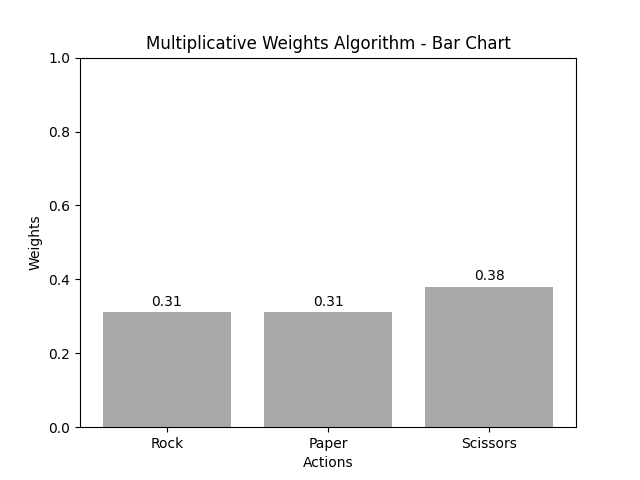 Multiplicative Weights Algorithm - Bar Chart
1.0
0.8
0.6
0.4
0.2
0.0
Weights
0.31
0.31
0.38
Rock
Paper
Scissors
Actions